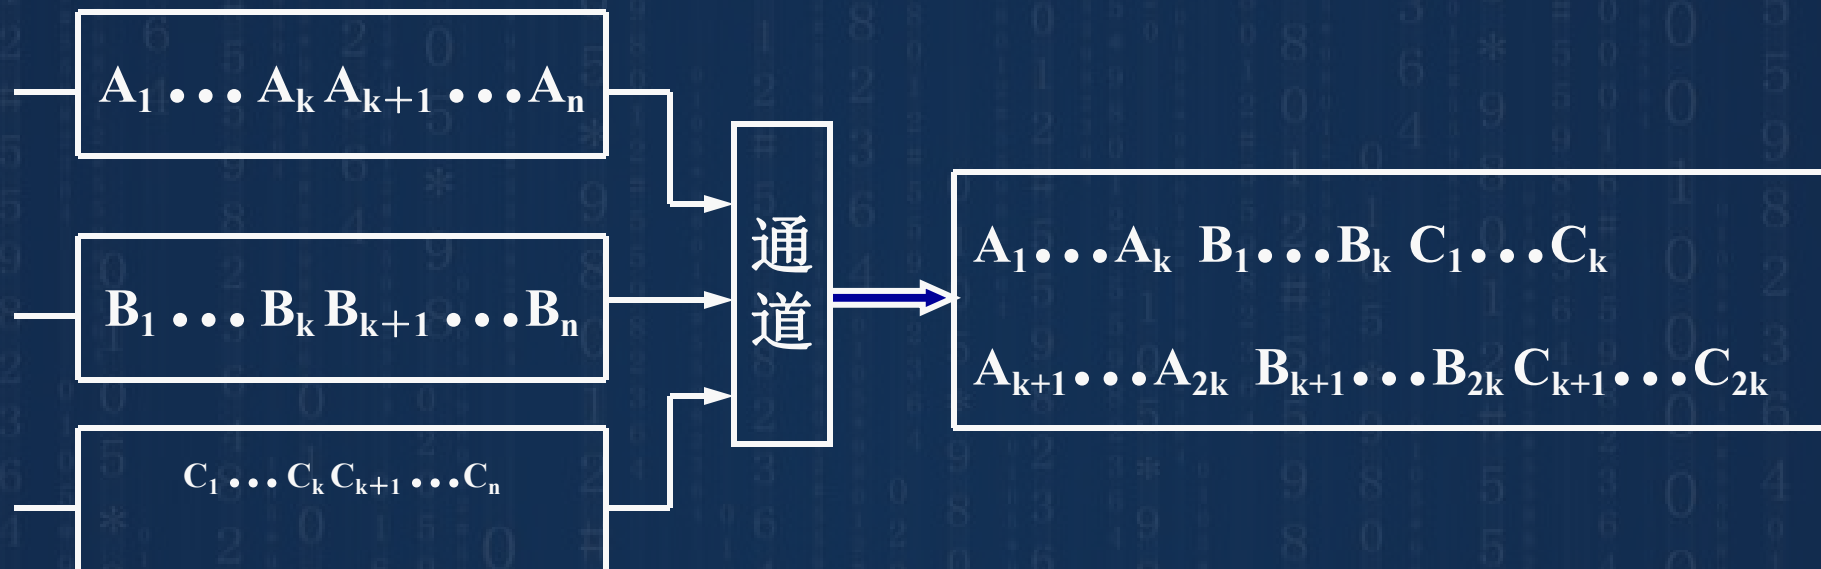 A₁ ••• Aₖ Aₖ₊₁ •••Aₙ
B₁ ••• Bₖ Bₖ₊₁ •••Bₙ
C₁ ••• Cₖ Cₖ₊₁ •••Cₙ
通
道
A₁•••Aₖ B₁•••Bₖ C₁•••Cₖ
Aₖ₊₁•••A₂ₖ Bₖ₊₁•••B₂ₖ Cₖ₊₁•••C₂ₖ